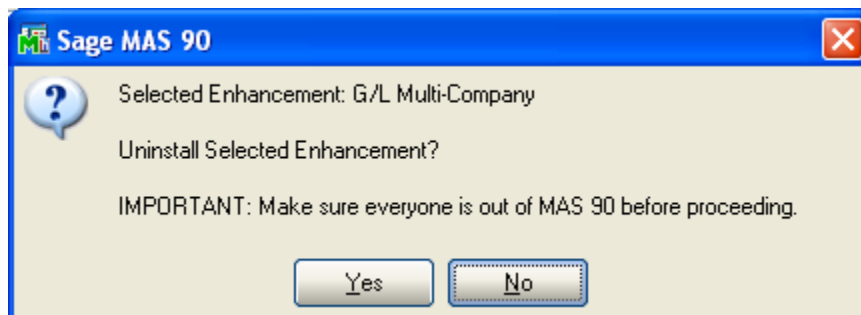 Sage MAS 90
Selected Enhancement: G/L Multi-Company
Uninstall Selected Enhancement?
IMPORTANT: Make sure everyone is out of MAS 90 before proceeding.
Yes No